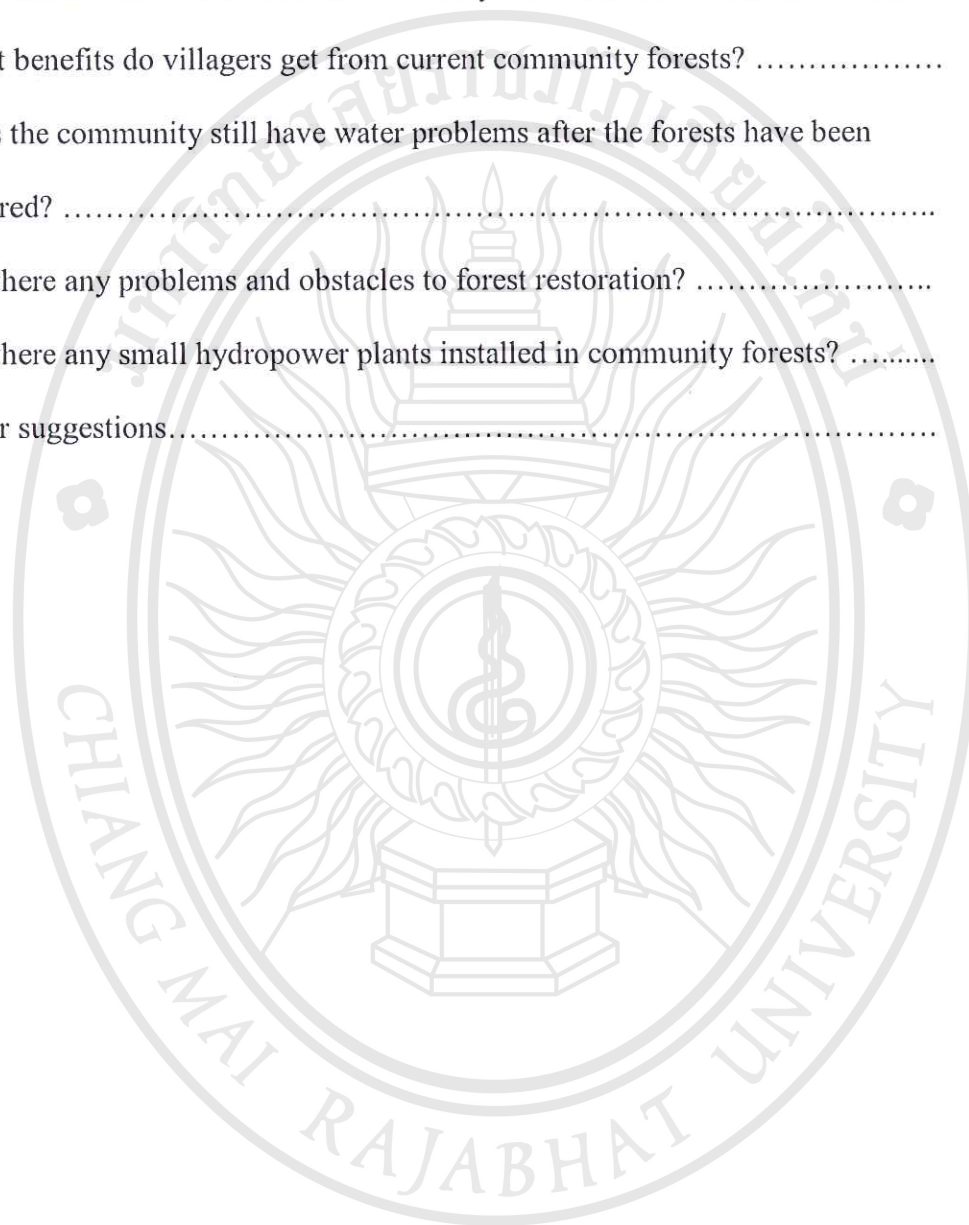 t benefits do villagers get from current community forests? ..................
s the community still have water problems after the forests have been
red? ...................................................................................
here any problems and obstacles to forest restoration? .......................
here any small hydropower plants installed in community forests? ..........
r suggestions..........................................................................
CHIANG MAI RAJABHAT UNIVERSITY